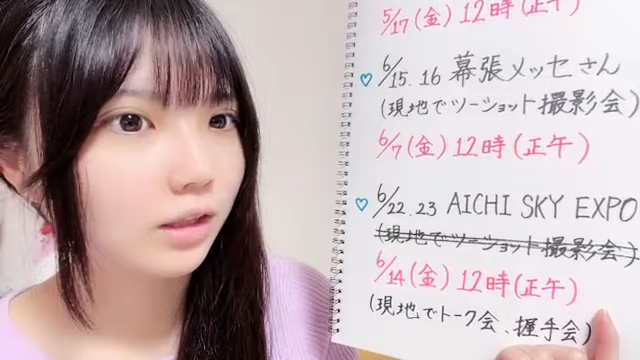 5/17(金)12時(正午)
♡ 6/15.16 幕張メッセさん
(現地でツーショット撮影会)
6/7(金)12時(正午)
♡ 6/22.23 AICHI SKY EXPO
(現地でツーショット撮影会)
6/14(金)12時(正午)
(現地でトーク会、握手会)